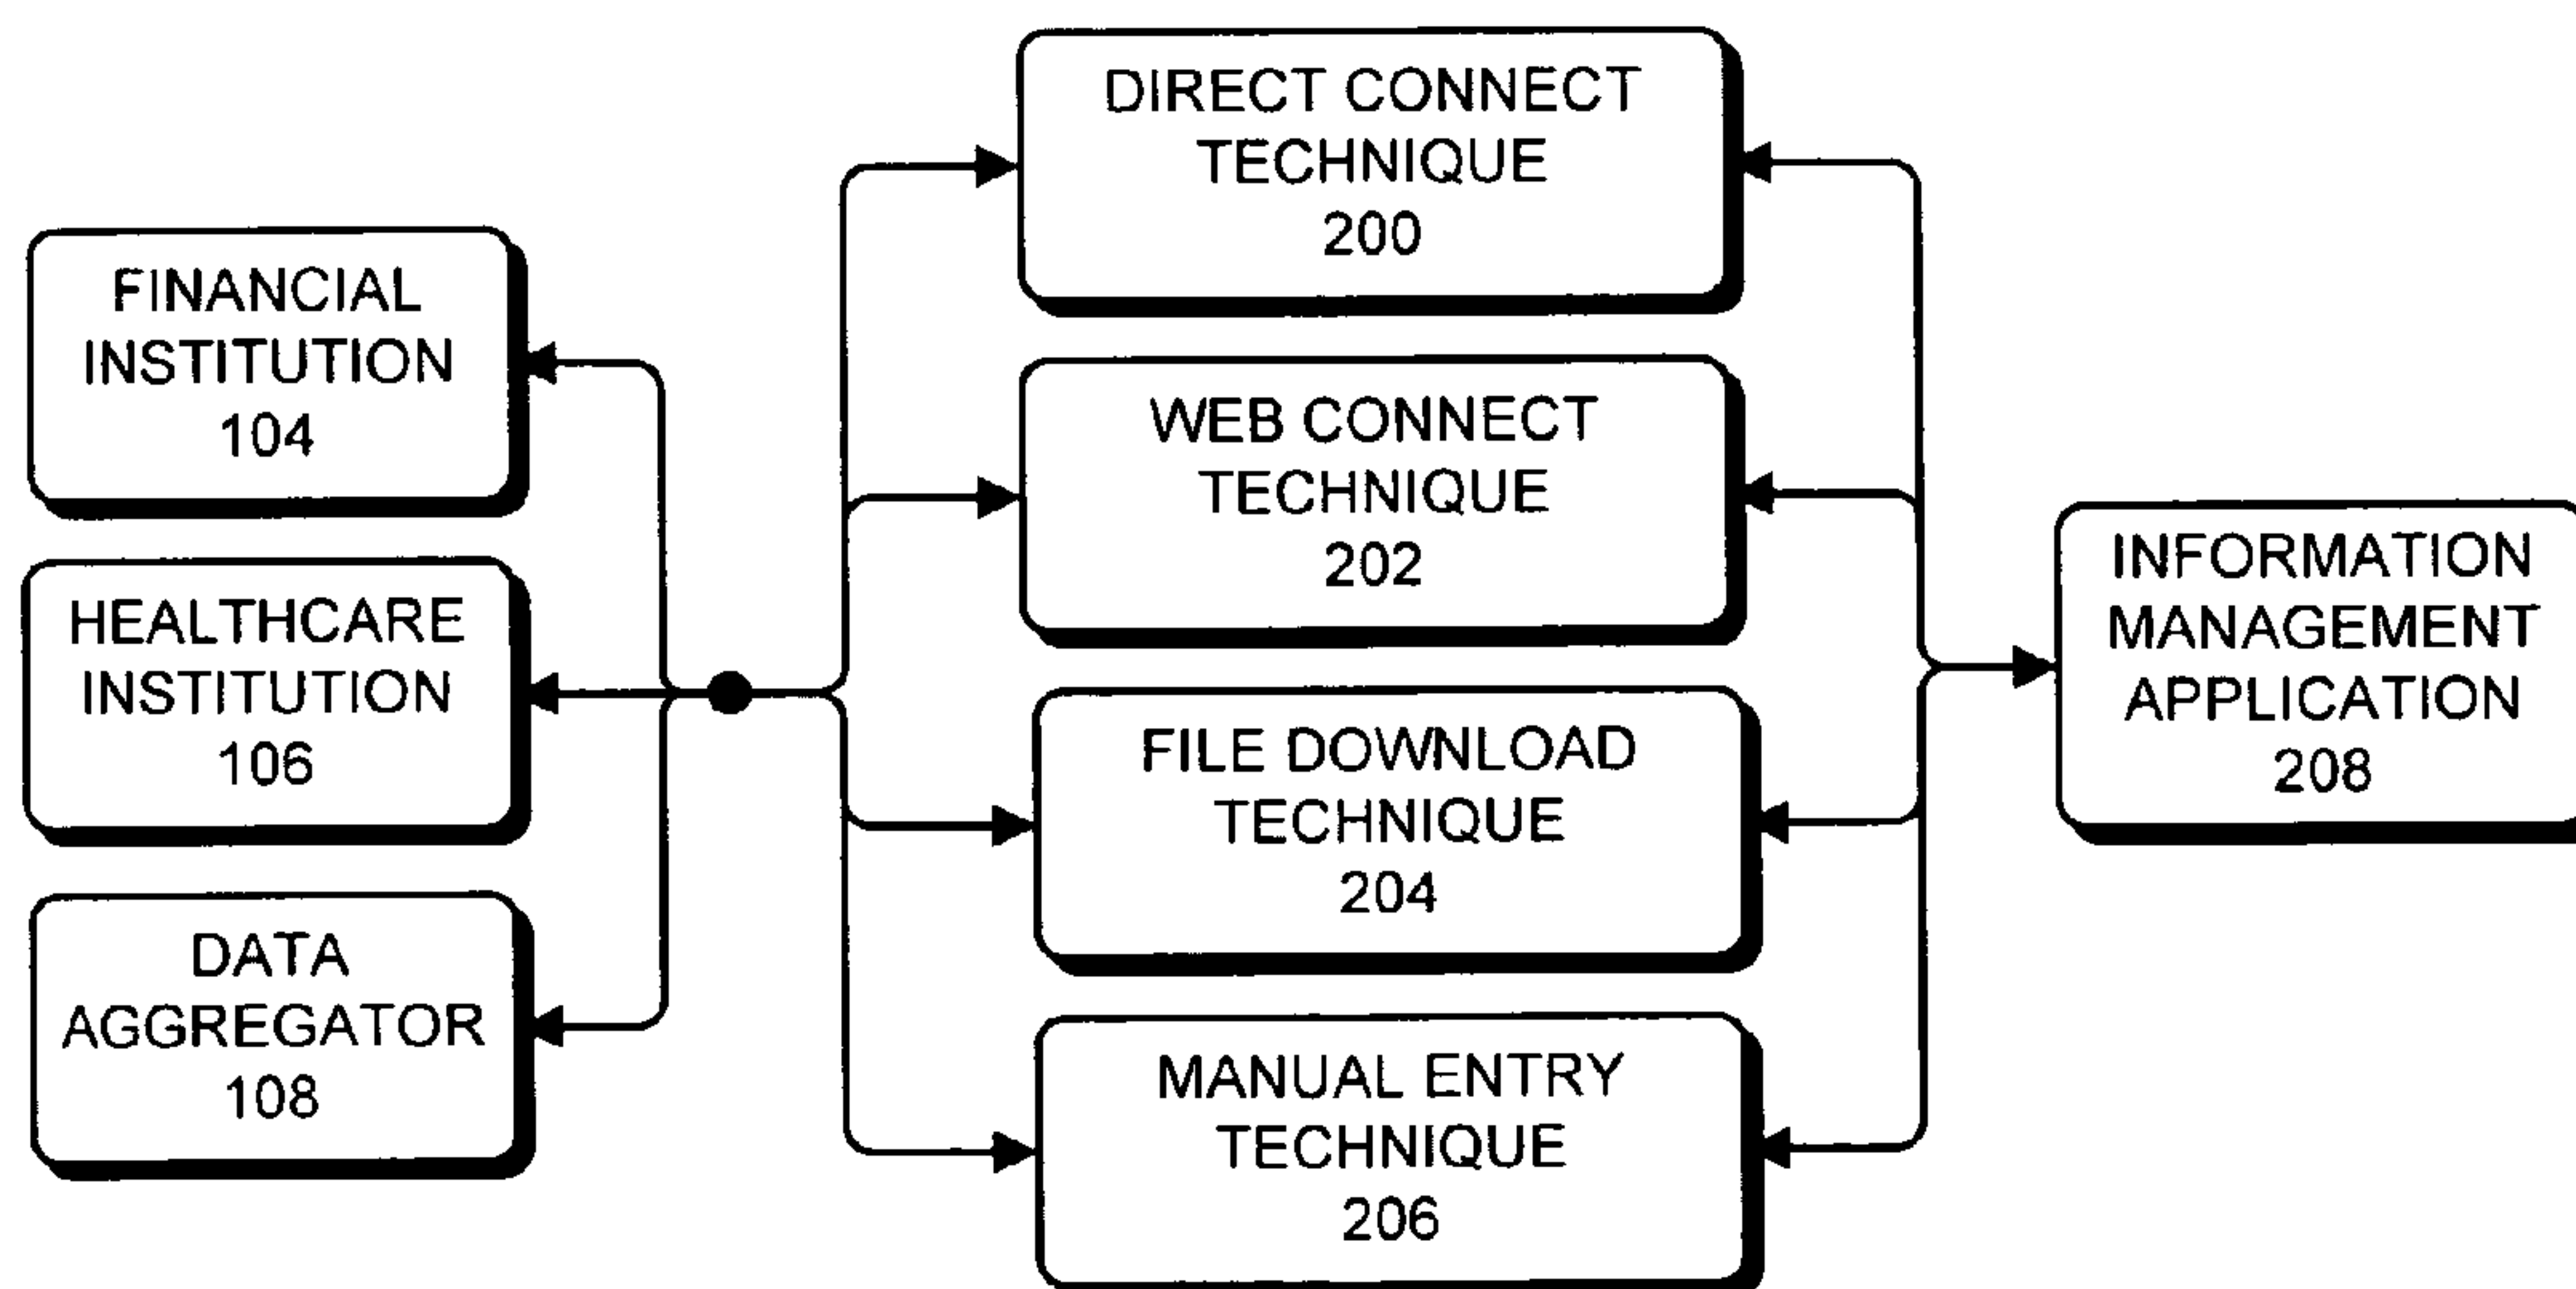 FINANCIAL
INSTITUTION
104
HEALTHCARE
INSTITUTION
106
DATA
AGGREGATOR
108
DIRECT CONNECT
TECHNIQUE
200
WEB CONNECT
TECHNIQUE
202
FILE DOWNLOAD
TECHNIQUE
204
MANUAL ENTRY
TECHNIQUE
206
INFORMATION
MANAGEMENT
APPLICATION
208